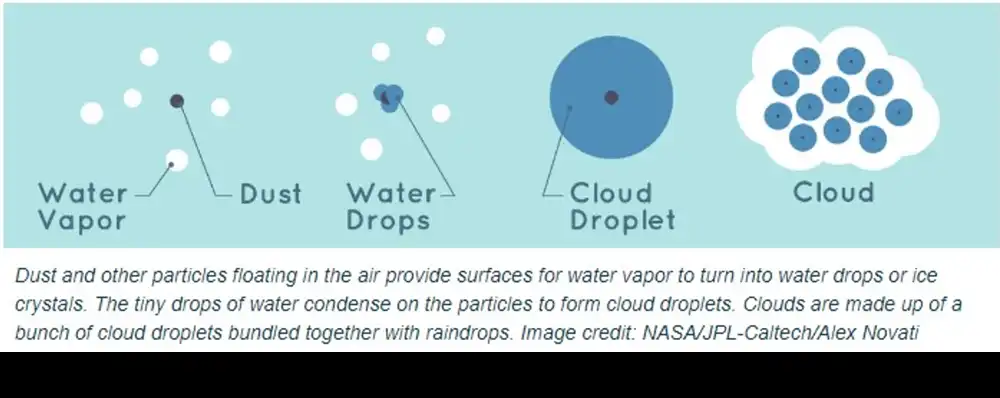 Water Vapor
Dust
Water Drops
Cloud Droplet
Cloud
Dust and other particles floating in the air provide surfaces for water vapor to turn into water drops or ice
crystals. The tiny drops of water condense on the particles to form cloud droplets. Clouds are made up of a
bunch of cloud droplets bundled together with raindrops. Image credit: NASA/JPL-Caltech/Alex Novati